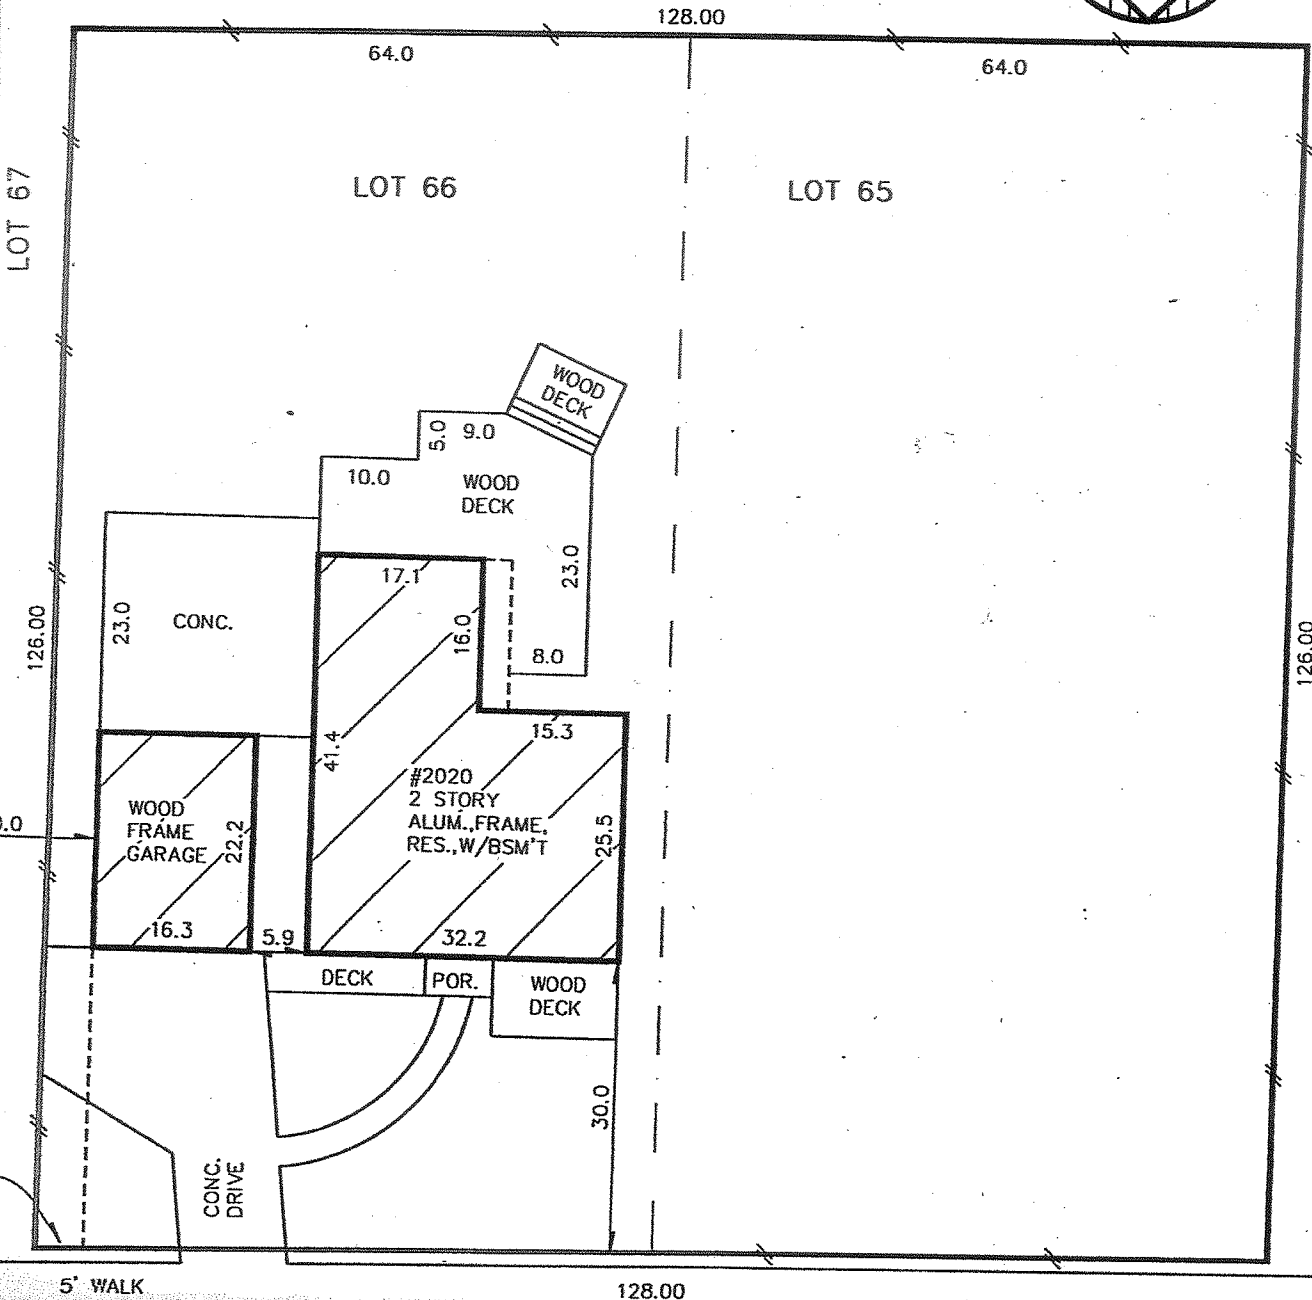 128.00
64.0
64.0
LOT 67
LOT 66
LOT 65
WOOD
DECK
5.0
9.0
10.0
WOOD
DECK
23.0
17.1
16.0
8.0
23.0
CONC.
126.00
126.00
15.3
41.4
#2020
2 STORY
ALUM.,FRAME,
RES.,W/BSM'T
25.5
WOOD
FRAME
GARAGE
22.2
.0
16.3
5.9
32.2
DECK
POR.
WOOD
DECK
30.0
CONC.
DRIVE
5' WALK
128.00